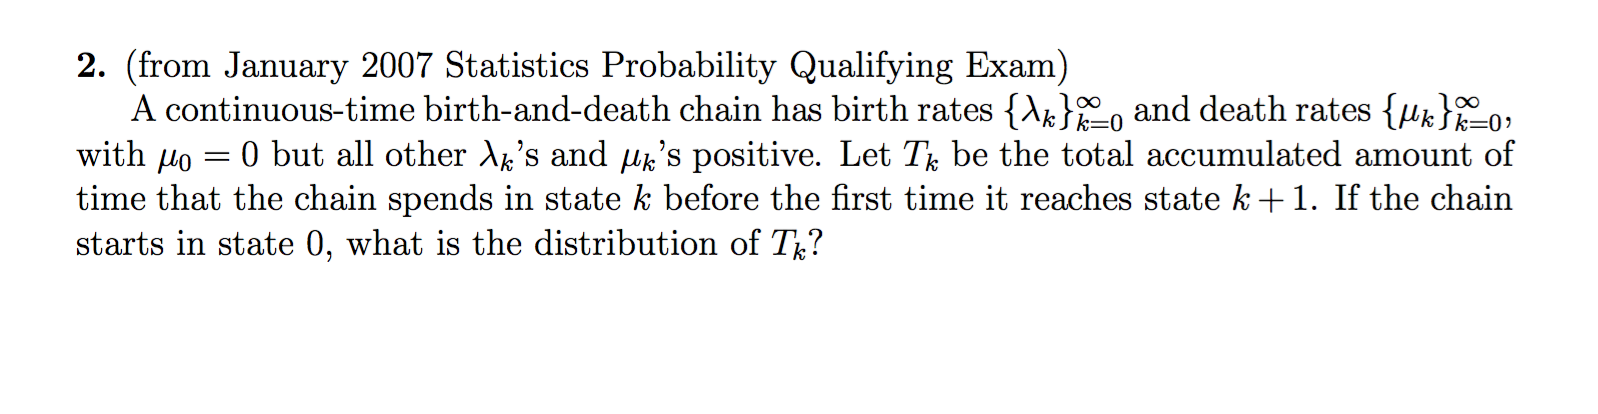 2. (from January 2007 Statistics Probability Qualifying Exam)
A continuous-time birth-and-death chain has birth rates $\{\lambda_k\}_{k=0}^{\infty}$ and death rates $\{\mu_k\}_{k=0}^{\infty}$,
with $\mu_0 = 0$ but all other $\lambda_k$'s and $\mu_k$'s positive. Let $T_k$ be the total accumulated amount of
time that the chain spends in state $k$ before the first time it reaches state $k+1$. If the chain
starts in state 0, what is the distribution of $T_k$?